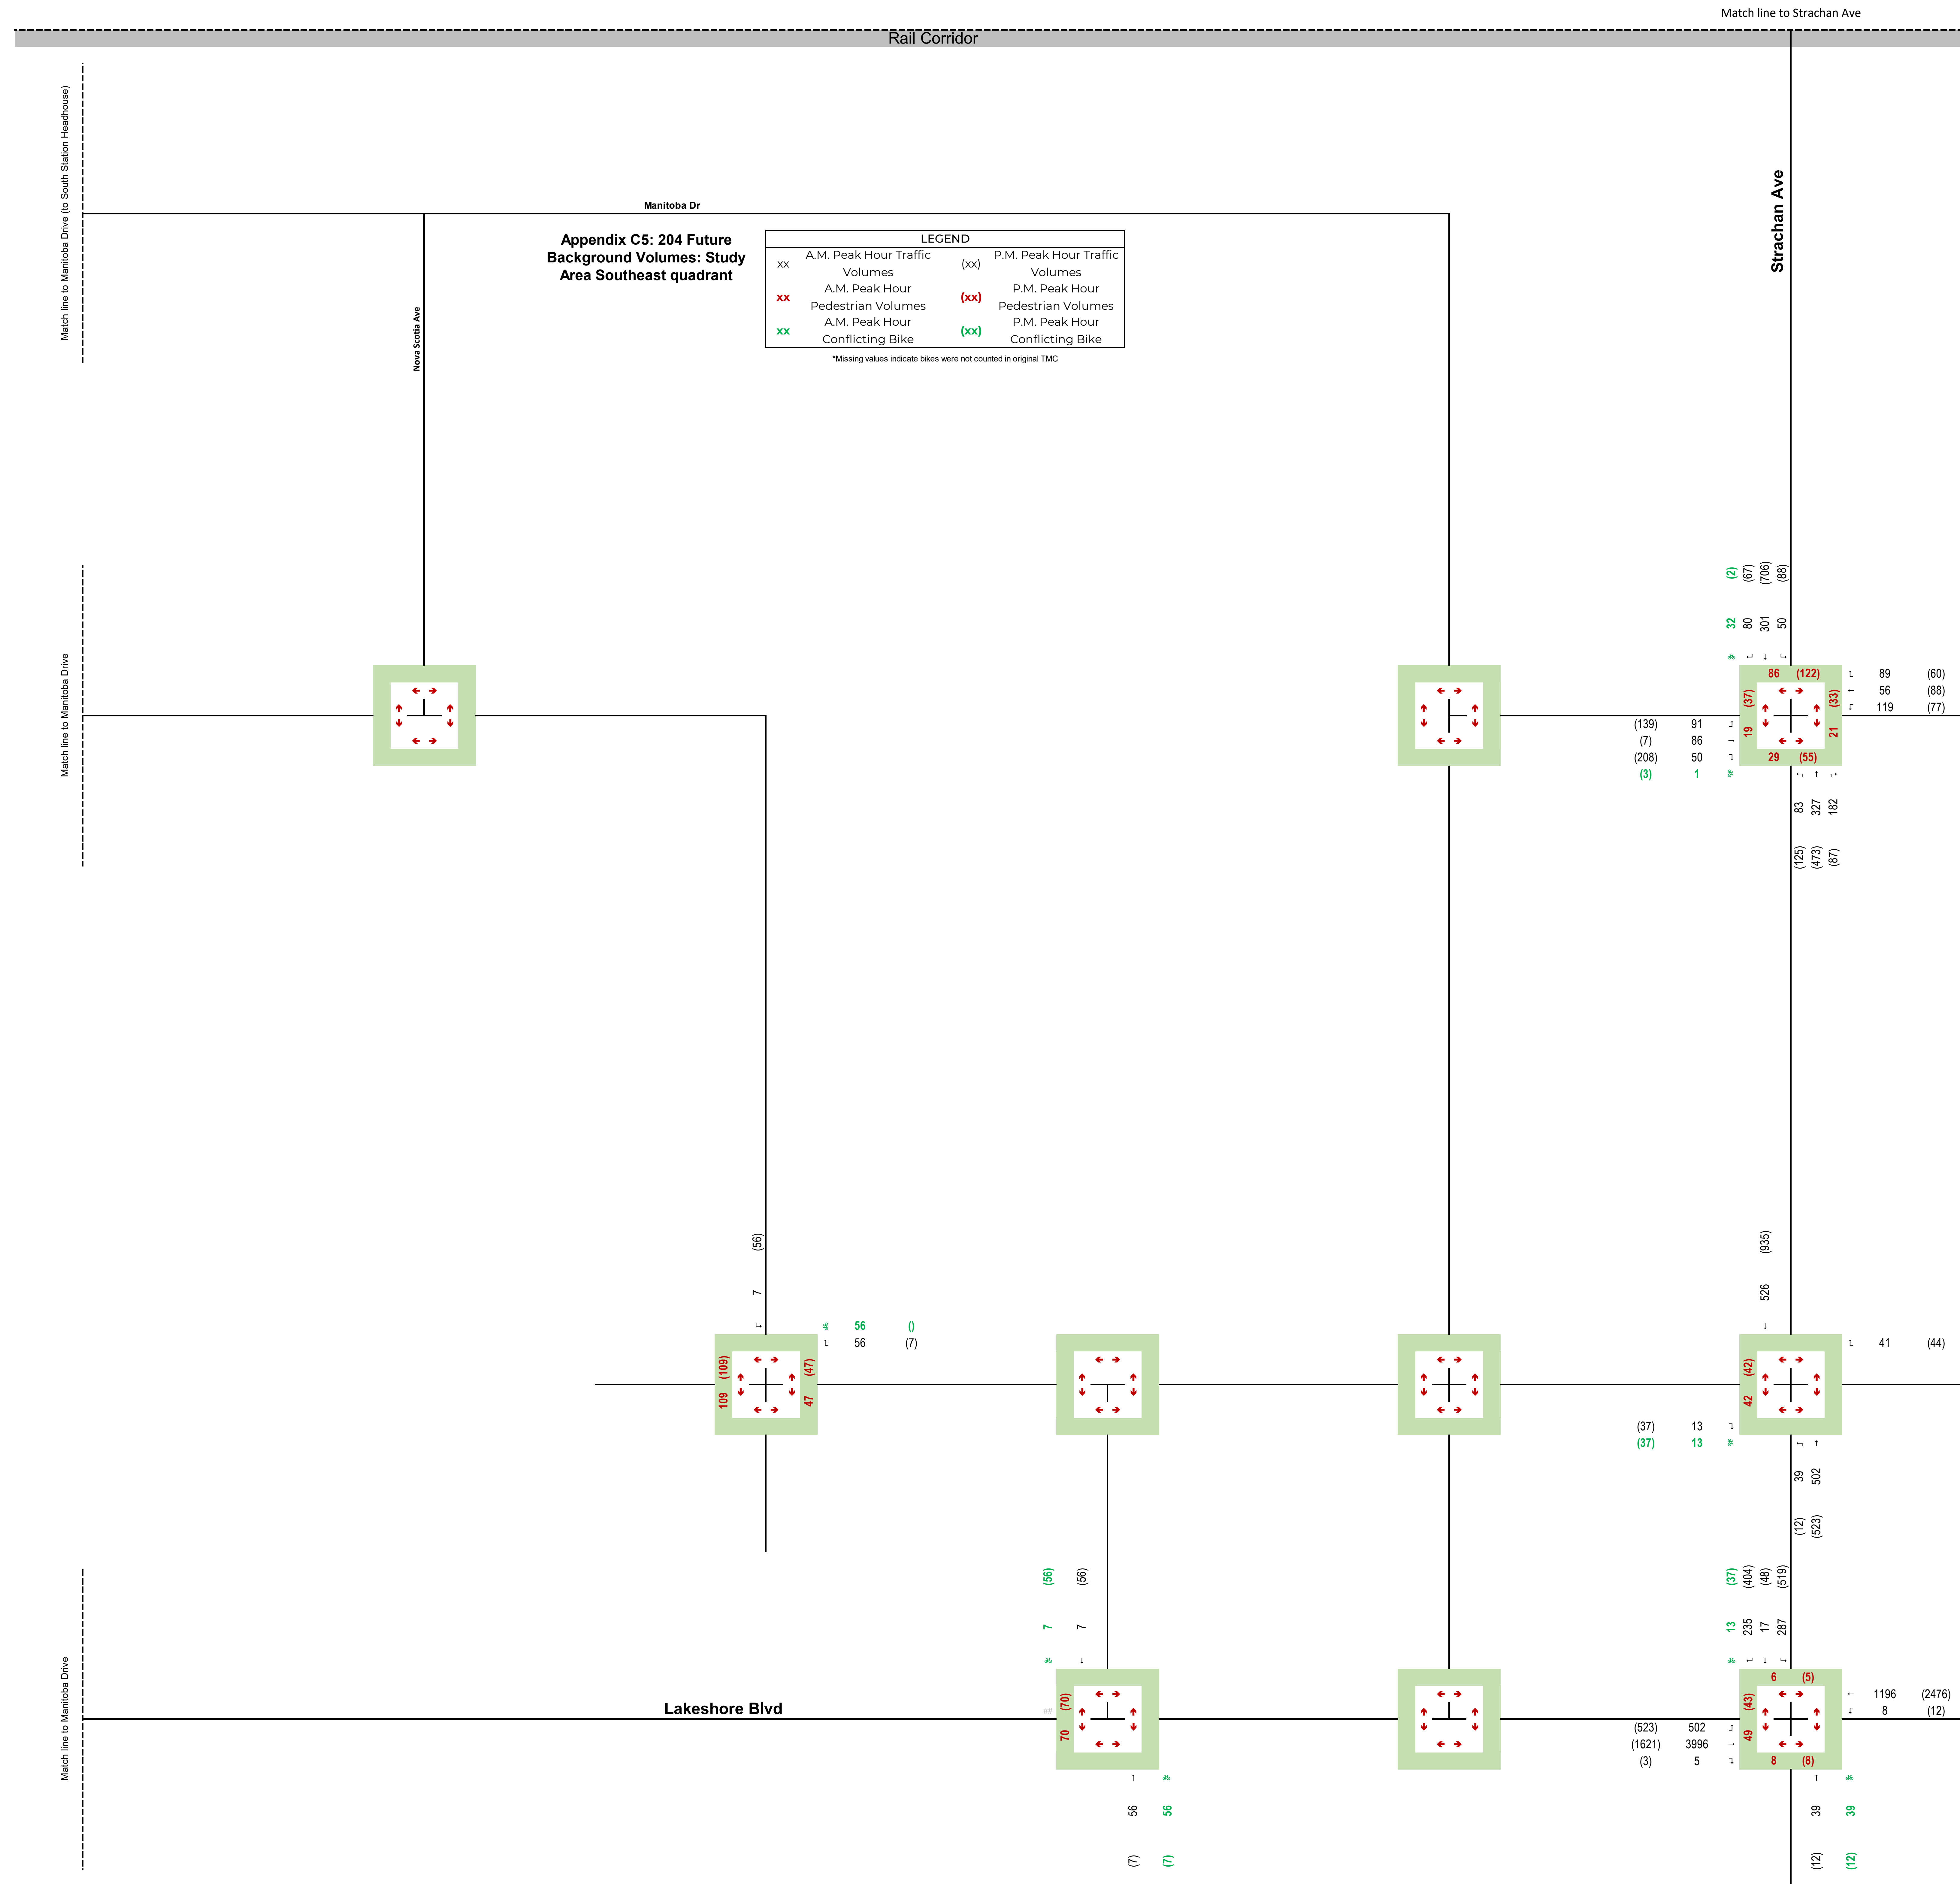 Match line to Strachan Ave
Rail Corridor
Match line to Manitoba Drive (to South Station Headhouse)
Manitoba Dr
Strachan Ave
Appendix C5: 204 Future
Background Volumes: Study
Area Southeast quadrant
LEGEND
xx A.M. Peak Hour Traffic Volumes (xx) P.M. Peak Hour Traffic Volumes
xx A.M. Peak Hour Pedestrian Volumes (xx) P.M. Peak Hour Pedestrian Volumes
xx A.M. Peak Hour Conflicting Bike (xx) P.M. Peak Hour Conflicting Bike
*Missing values indicate bikes were not counted in original TMC
Nova Scotia Ave
Match line to Manitoba Drive
(2) (67) (706) (88)
32 80 301 50
86 (122)
(37) (33)
19 21
29 (55)
89 (60)
56 (88)
119 (77)
(139) 91
(7) 86
(208) 50
(3) 1
83 327 182
(125) (473) (87)
(56)
7
56 ()
56 (7)
(109) (47)
109 47
(935)
526
41 (44)
(42)
42
(37) 13
(37) 13
39 502
(12) (523)
Match line to Manitoba Drive
Lakeshore Blvd
(56) (56)
7 7
##
(70)
70
56 56
(7) (7)
(37) (404) (48) (519)
13 235 17 287
6 (5)
(43)
49
8 (8)
1196 (2476)
8 (12)
(523) 502
(1621) 3996
(3) 5
39 39
(12) (12)